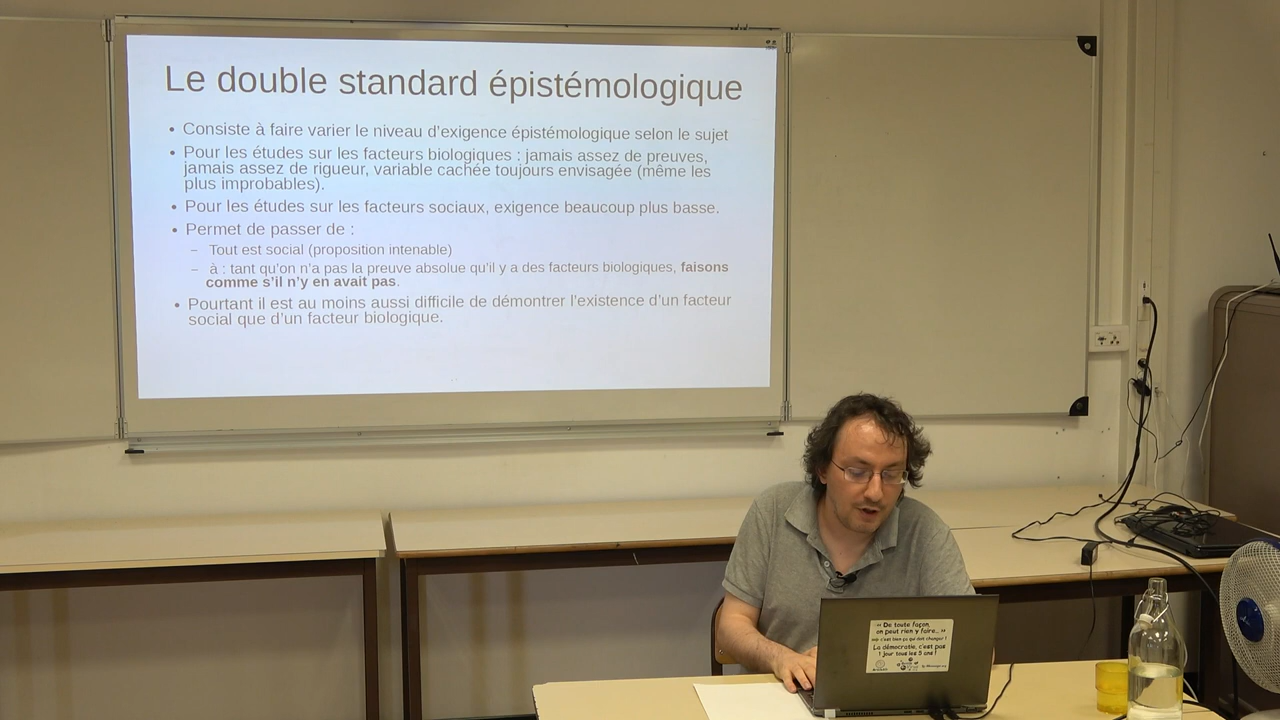 Le double standard épistémologique
• Consiste à faire varier le niveau d'exigence épistémologique selon le sujet
• Pour les études sur les facteurs biologiques : jamais assez de preuves,
jamais assez de rigueur, variable cachée toujours envisagée (même les
plus improbables).
• Pour les études sur les facteurs sociaux, exigence beaucoup plus basse.
• Permet de passer de :
– Tout est social (proposition intenable)
– à : tant qu'on n'a pas la preuve absolue qu'il y a des facteurs biologiques, faisons
comme s'il n'y en avait pas.
• Pourtant il est au moins aussi difficile de démontrer l'existence d'un facteur
social que d'un facteur biologique.
" De toute façon,
on peut rien y faire... "
La démocratie, c'est pas
1 jour tous les 5 ans !